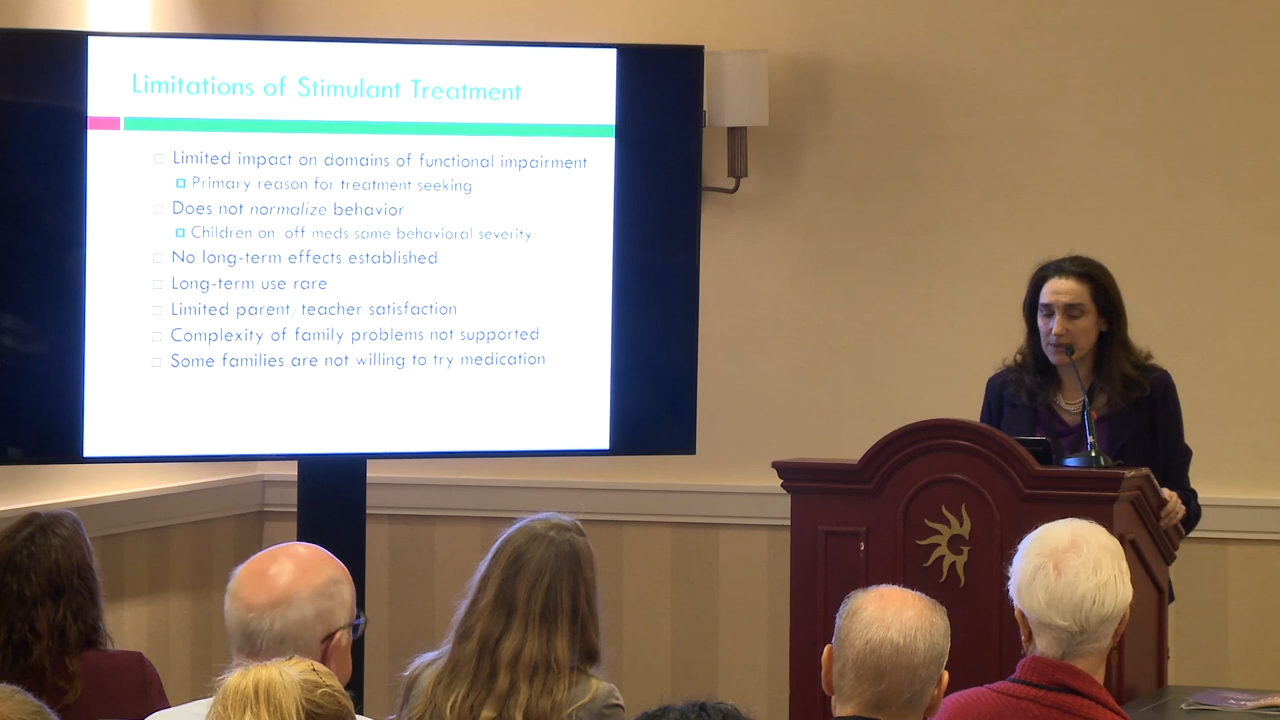 Limitations of Stimulant Treatment
Limited impact on domains of functional impairment
Primary reason for treatment seeking
Does not normalize behavior
Children on off meds same behavioral severity
No long-term effects established
Long-term use rare
Limited parent/teacher satisfaction
Complexity of family problems not supported
Some families are not willing to try medication